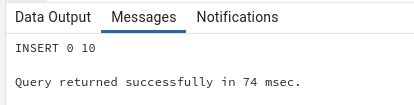 Data Output Messages Notifications
INSERT 0 10
Query returned successfully in 74 msec.